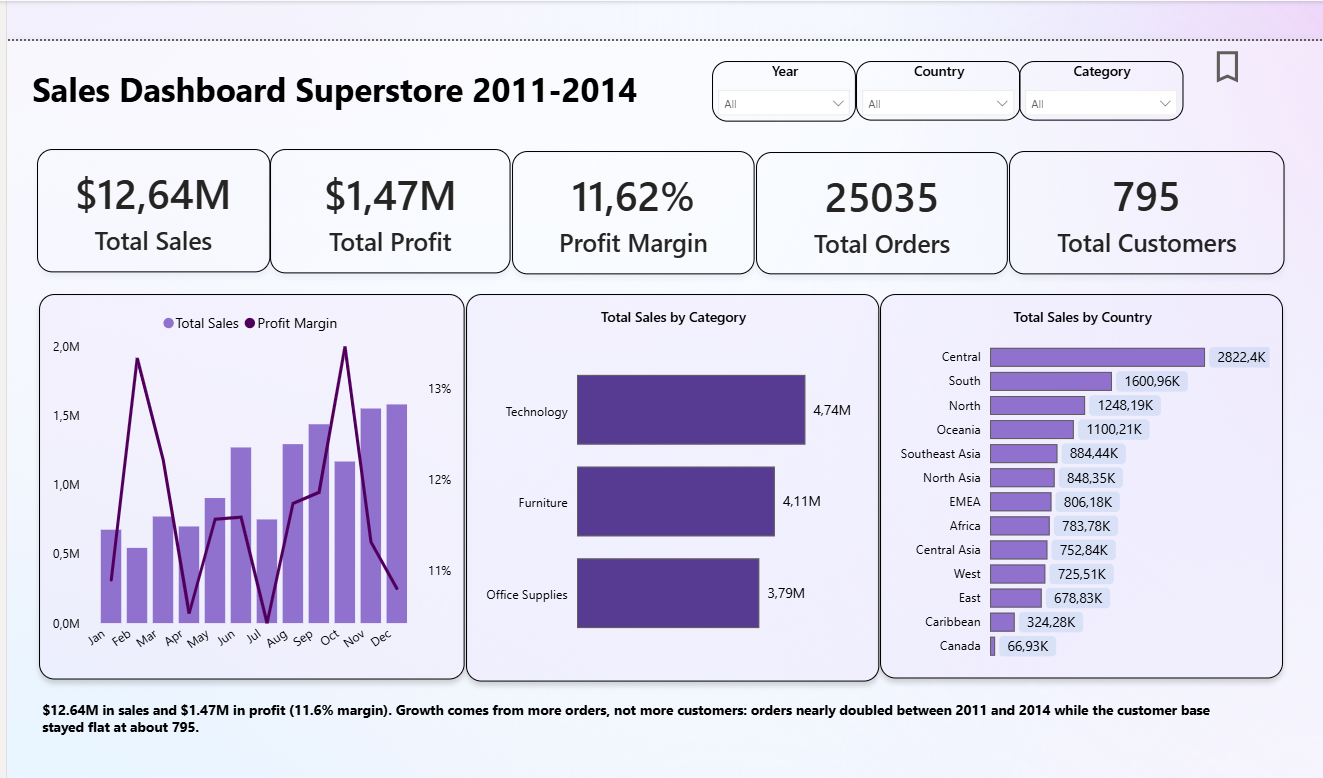 Sales Dashboard Superstore 2011-2014
Year
All
Country
All
Category
All
$12,64M
Total Sales
$1,47M
Total Profit
11,62%
Profit Margin
25035
Total Orders
795
Total Customers
Total Sales Profit Margin
2,0M
1,5M
1,0M
0,5M
0,0M
13%
12%
11%
Jan Feb Mar Apr May Jun Jul Aug Sep Oct Nov Dec
Total Sales by Category
Technology 4,74M
Furniture 4,11M
Office Supplies 3,79M
Total Sales by Country
Central 2822,4K
South 1600,96K
North 1248,19K
Oceania 1100,21K
Southeast Asia 884,44K
North Asia 848,35K
EMEA 806,18K
Africa 783,78K
Central Asia 752,84K
West 725,51K
East 678,83K
Caribbean 324,28K
Canada 66,93K
$12.64M in sales and $1.47M in profit (11.6% margin). Growth comes from more orders, not more customers: orders nearly doubled between 2011 and 2014 while the customer base
stayed flat at about 795.